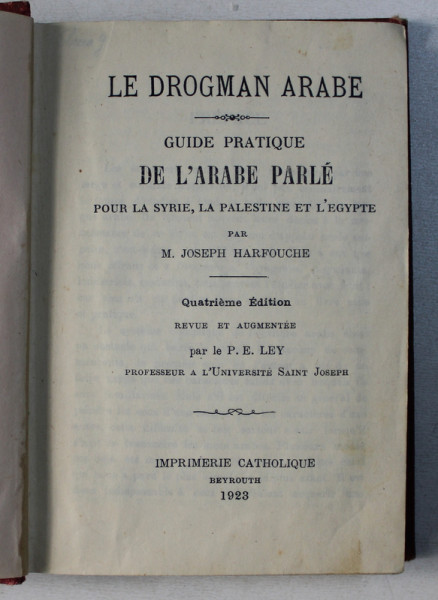 LE DROGMAN ARABE
GUIDE PRATIQUE
DE L'ARABE PARLÉ
POUR LA SYRIE, LA PALESTINE ET L'EGYPTE
PAR
M. JOSEPH HARFOUCHE
Quatrième Édition
REVUE ET AUGMENTÉE
par le P. E. LEY
PROFESSEUR A L'UNIVERSITÉ SAINT JOSEPH
IMPRIMERIE CATHOLIQUE
BEYROUTH
1923